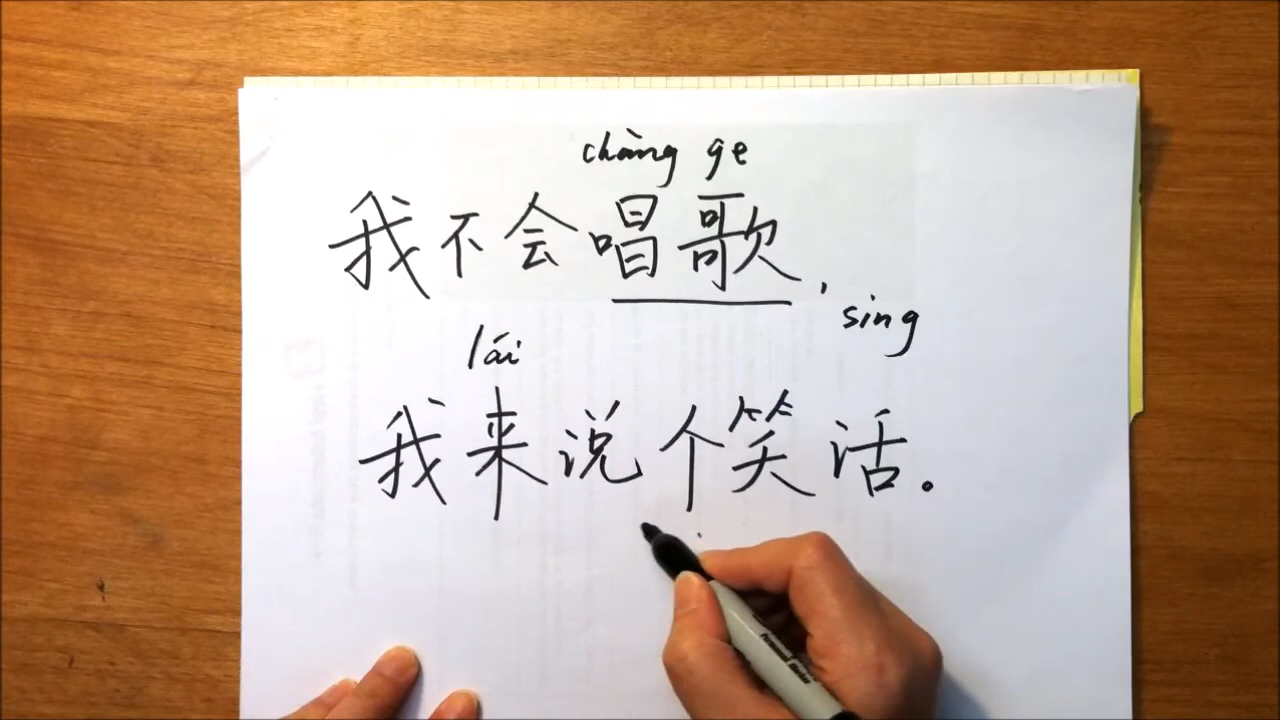 chàng ge
我不会唱歌,
sing
lái
我来说个笑话。